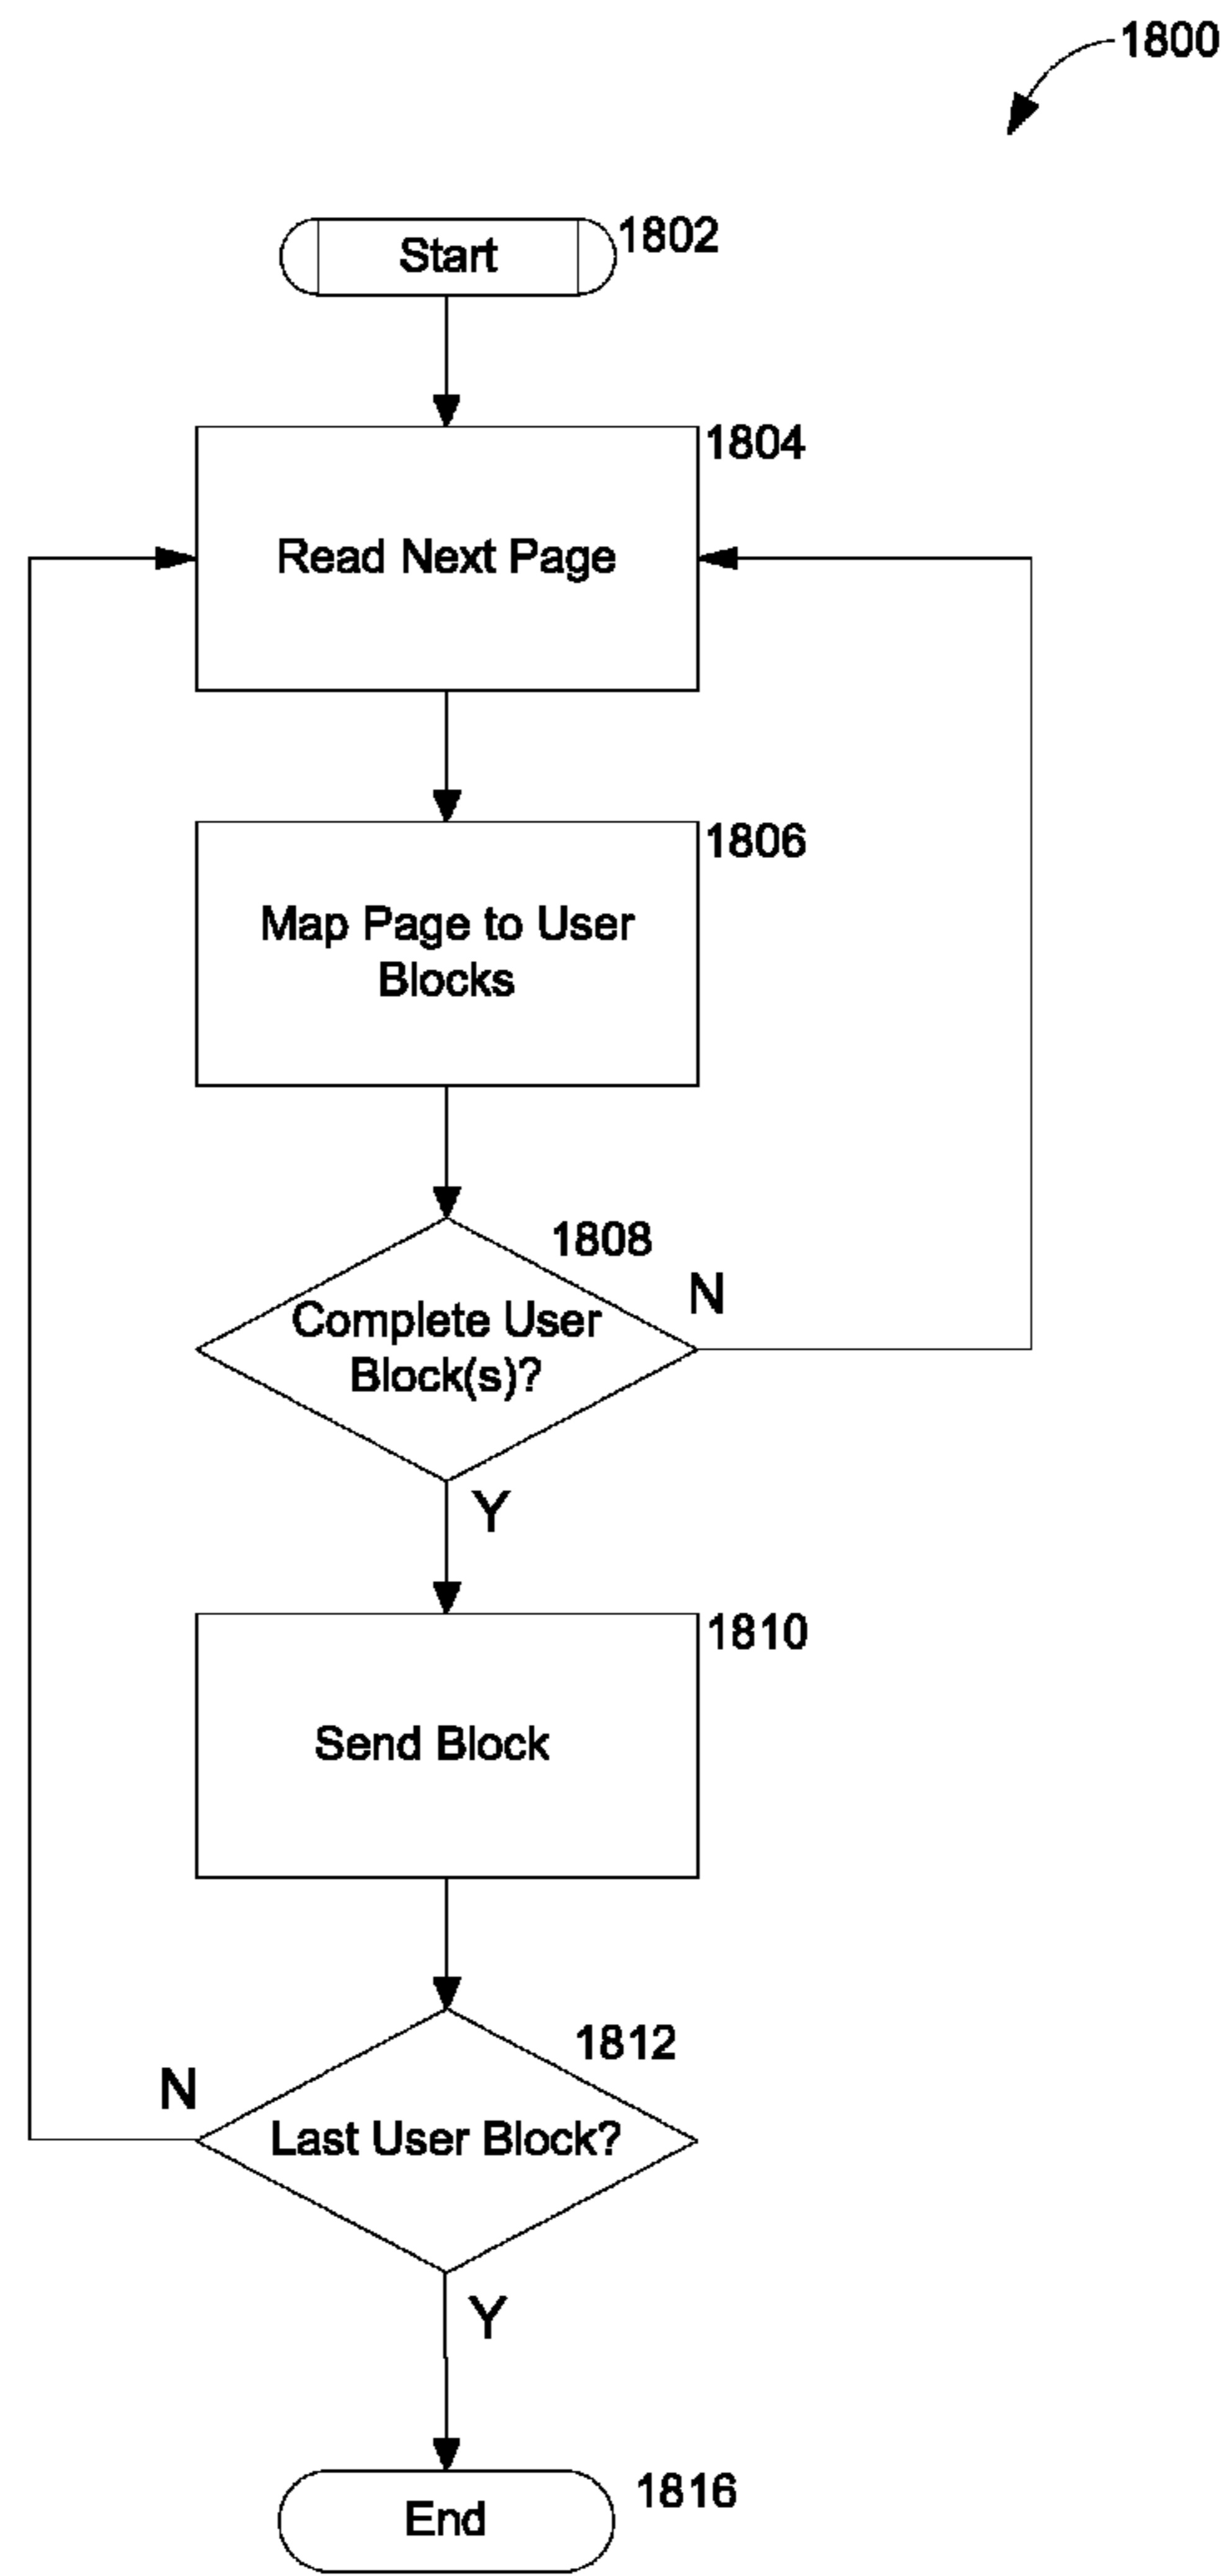 1800
Start
1802
1804
Read Next Page
1806
Map Page to User
Blocks
1808
Complete User
Block(s)?
N
Y
1810
Send Block
1812
N
Last User Block?
Y
1816
End